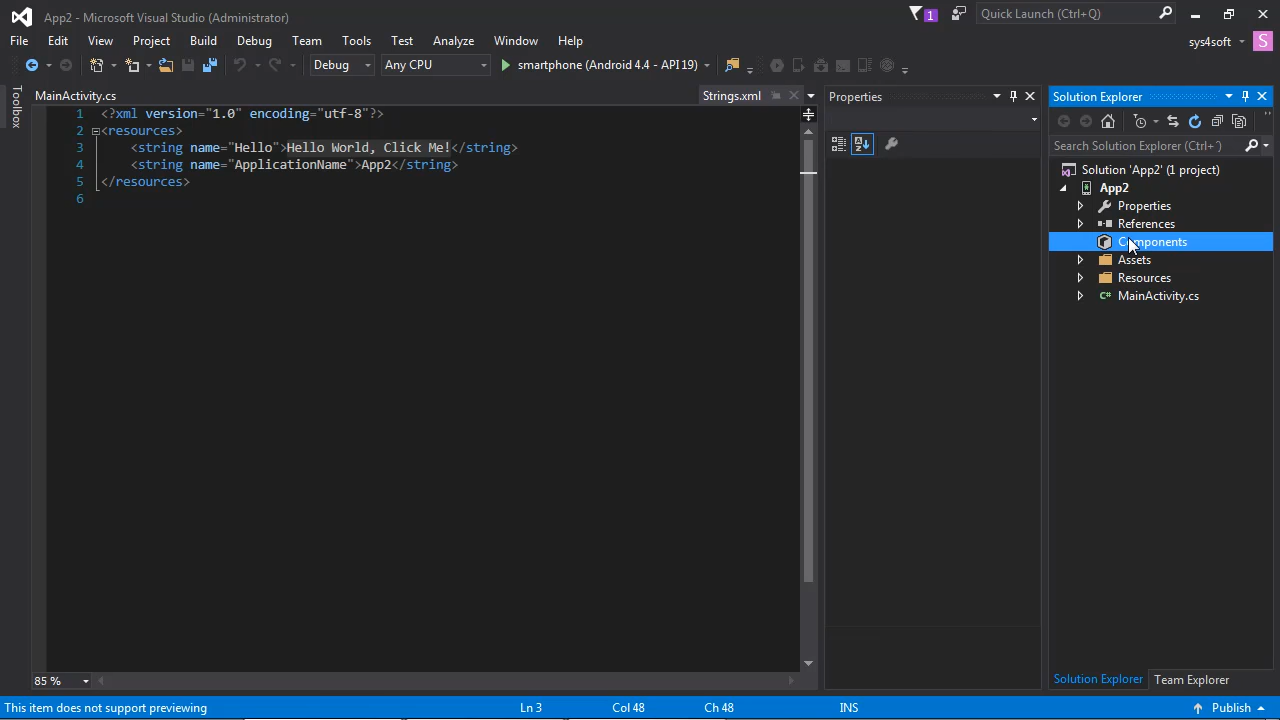 App2 - Microsoft Visual Studio (Administrator)
1
Quick Launch (Ctrl+Q)
File Edit View Project Build Debug Team Tools Test Analyze Window Help
sys4soft
S
Debug
Any CPU
smartphone (Android 4.4 - API 19)
Toolbox
MainActivity.cs
Strings.xml
1 <?xml version="1.0" encoding="utf-8"?>
2 <resources>
3 <string name="Hello">Hello World, Click Me!</string>
4 <string name="ApplicationName">App2</string>
5 </resources>
6
85 %
Properties
Solution Explorer
Search Solution Explorer (Ctrl+´)
Solution 'App2' (1 project)
App2
Properties
References
Components
Assets
Resources
C# MainActivity.cs
Solution Explorer
Team Explorer
This item does not support previewing
Ln 3
Col 48
Ch 48
INS
Publish